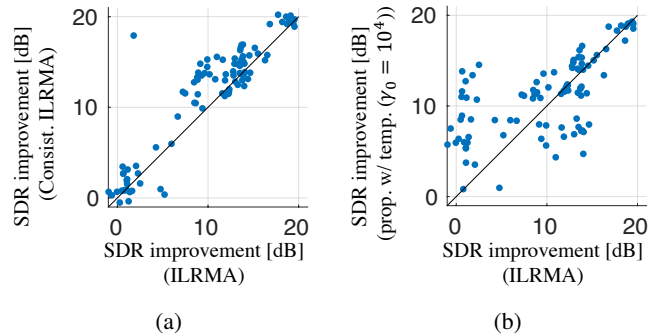 SDR improvement [dB]
(Consist. ILRMA)
20
10
0
0
10
20
SDR improvement [dB]
(ILRMA)
(a)
SDR improvement [dB]
(prop. w/ temp. (γ₀ = 10⁴)
20
10
0
0
10
20
SDR improvement [dB]
(ILRMA)
(b)